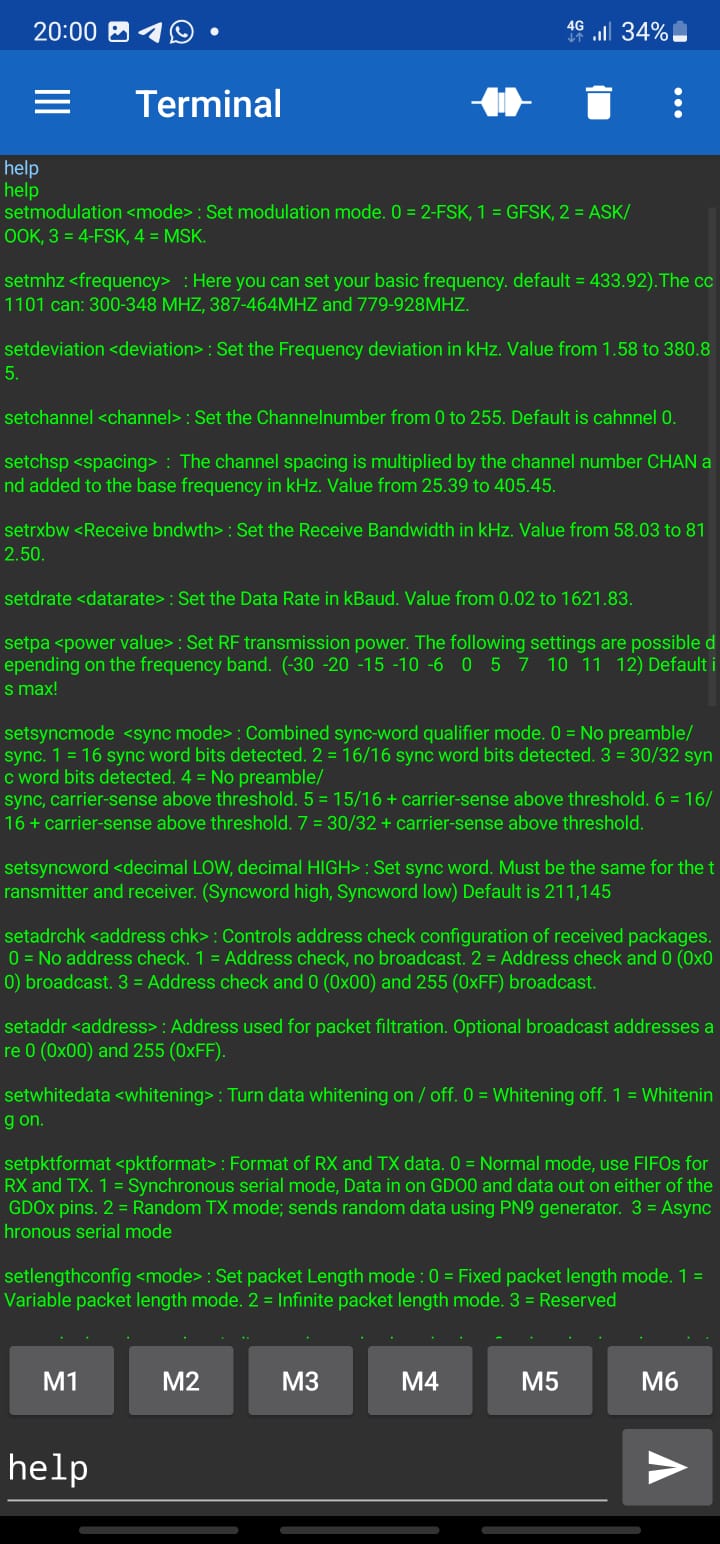 20:00
4G 34%
Terminal
help
help
setmodulation <mode> : Set modulation mode. 0 = 2-FSK, 1 = GFSK, 2 = ASK/
OOK, 3 = 4-FSK, 4 = MSK.
setmhz <frequency> : Here you can set your basic frequency. default = 433.92).The cc
1101 can: 300-348 MHZ, 387-464MHZ and 779-928MHZ.
setdeviation <deviation> : Set the Frequency deviation in kHz. Value from 1.58 to 380.8
5.
setchannel <channel> : Set the Channelnumber from 0 to 255. Default is cahnnel 0.
setchsp <spacing> : The channel spacing is multiplied by the channel number CHAN a
nd added to the base frequency in kHz. Value from 25.39 to 405.45.
setrxbw <Receive bndwth> : Set the Receive Bandwidth in kHz. Value from 58.03 to 81
2.50.
setdrate <datarate> : Set the Data Rate in kBaud. Value from 0.02 to 1621.83.
setpa <power value> : Set RF transmission power. The following settings are possible d
epending on the frequency band. (-30 -20 -15 -10 -6 0 5 7 10 11 12) Default i
s max!
setsyncmode <sync mode> : Combined sync-word qualifier mode. 0 = No preamble/
sync. 1 = 16 sync word bits detected. 2 = 16/16 sync word bits detected. 3 = 30/32 syn
c word bits detected. 4 = No preamble/
sync, carrier-sense above threshold. 5 = 15/16 + carrier-sense above threshold. 6 = 16/
16 + carrier-sense above threshold. 7 = 30/32 + carrier-sense above threshold.
setsyncword <decimal LOW, decimal HIGH> : Set sync word. Must be the same for the t
ransmitter and receiver. (Syncword high, Syncword low) Default is 211,145
setadrchk <address chk> : Controls address check configuration of received packages.
0 = No address check. 1 = Address check, no broadcast. 2 = Address check and 0 (0x0
0) broadcast. 3 = Address check and 0 (0x00) and 255 (0xFF) broadcast.
setaddr <address> : Address used for packet filtration. Optional broadcast addresses a
re 0 (0x00) and 255 (0xFF).
setwhitedata <whitening> : Turn data whitening on / off. 0 = Whitening off. 1 = Whitenin
g on.
setpktformat <pktformat> : Format of RX and TX data. 0 = Normal mode, use FIFOs for
RX and TX. 1 = Synchronous serial mode, Data in on GDO0 and data out on either of the
GDOx pins. 2 = Random TX mode; sends random data using PN9 generator. 3 = Async
hronous serial mode
setlengthconfig <mode> : Set packet Length mode : 0 = Fixed packet length mode. 1 =
Variable packet length mode. 2 = Infinite packet length mode. 3 = Reserved
M1 M2 M3 M4 M5 M6
help